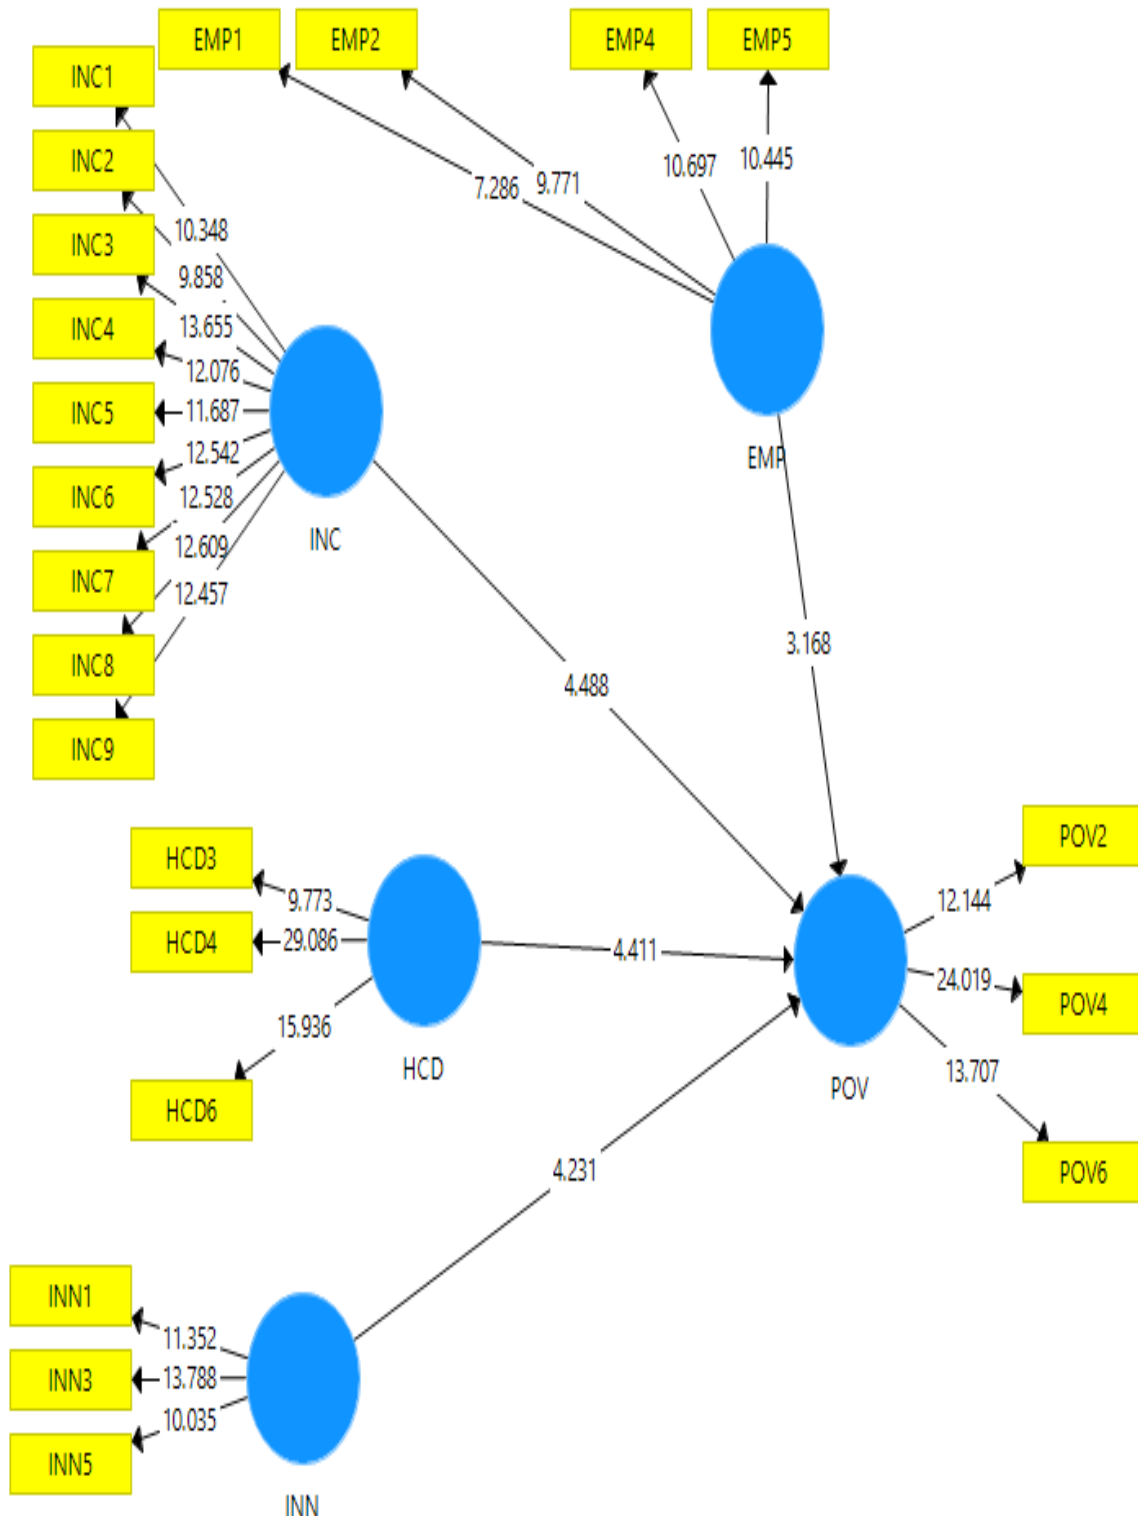 EMP1
EMP2
EMP4
EMP5
INC1
INC2
INC3
INC4
INC5
INC6
INC7
INC8
INC9
10.348
9.858
13.655
12.076
11.687
12.542
12.528
12.609
12.457
7.286
9.771
10.697
10.445
INC
EMP
4.488
3.168
HCD3
HCD4
HCD6
9.773
29.086
15.936
HCD
4.411
POV
12.144
24.019
13.707
POV2
POV4
POV6
4.231
INN1
INN3
INN5
11.352
13.788
10.035
INN